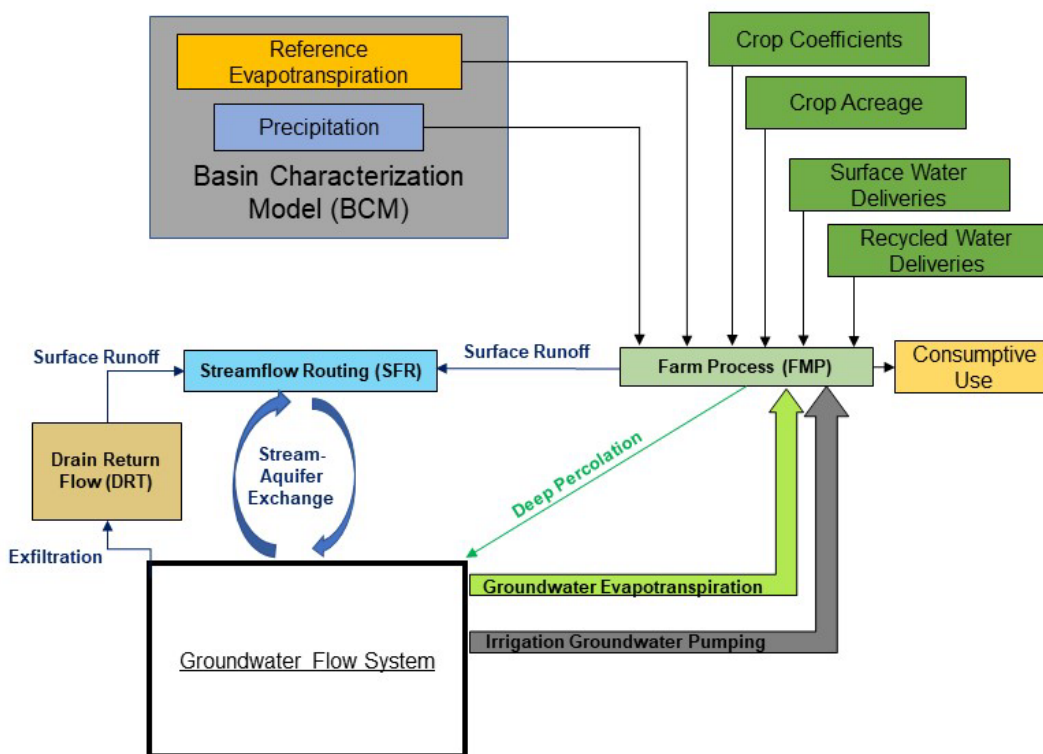 Reference
Evapotranspiration
Precipitation
Basin Characterization
Model (BCM)
Crop Coefficients
Crop Acreage
Surface Water
Deliveries
Recycled Water
Deliveries
Surface Runoff
Streamflow Routing (SFR)
Surface Runoff
Farm Process (FMP)
Consumptive
Use
Drain Return
Flow (DRT)
Stream-
Aquifer
Exchange
Deep Percolation
Exfiltration
Groundwater Evapotranspiration
Irrigation Groundwater Pumping
Groundwater Flow System